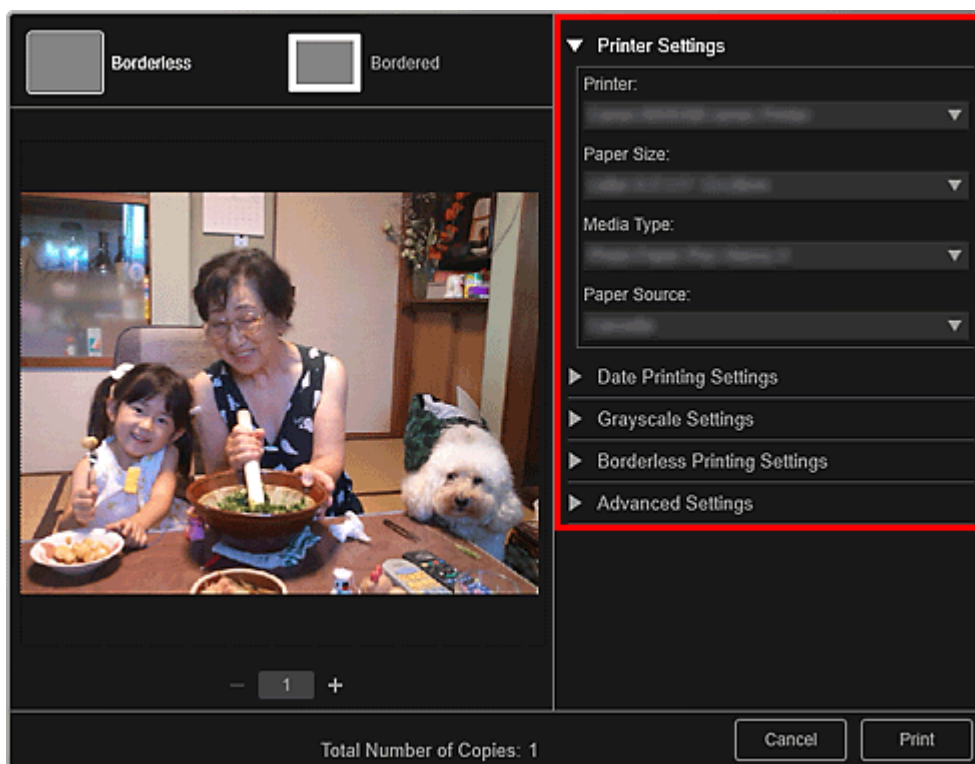 Borderless
Bordered
Total Number of Copies: 1
1
Printer Settings
Printer:
Paper Size:
Media Type:
Paper Source:
Date Printing Settings
Grayscale Settings
Borderless Printing Settings
Advanced Settings
Cancel
Print